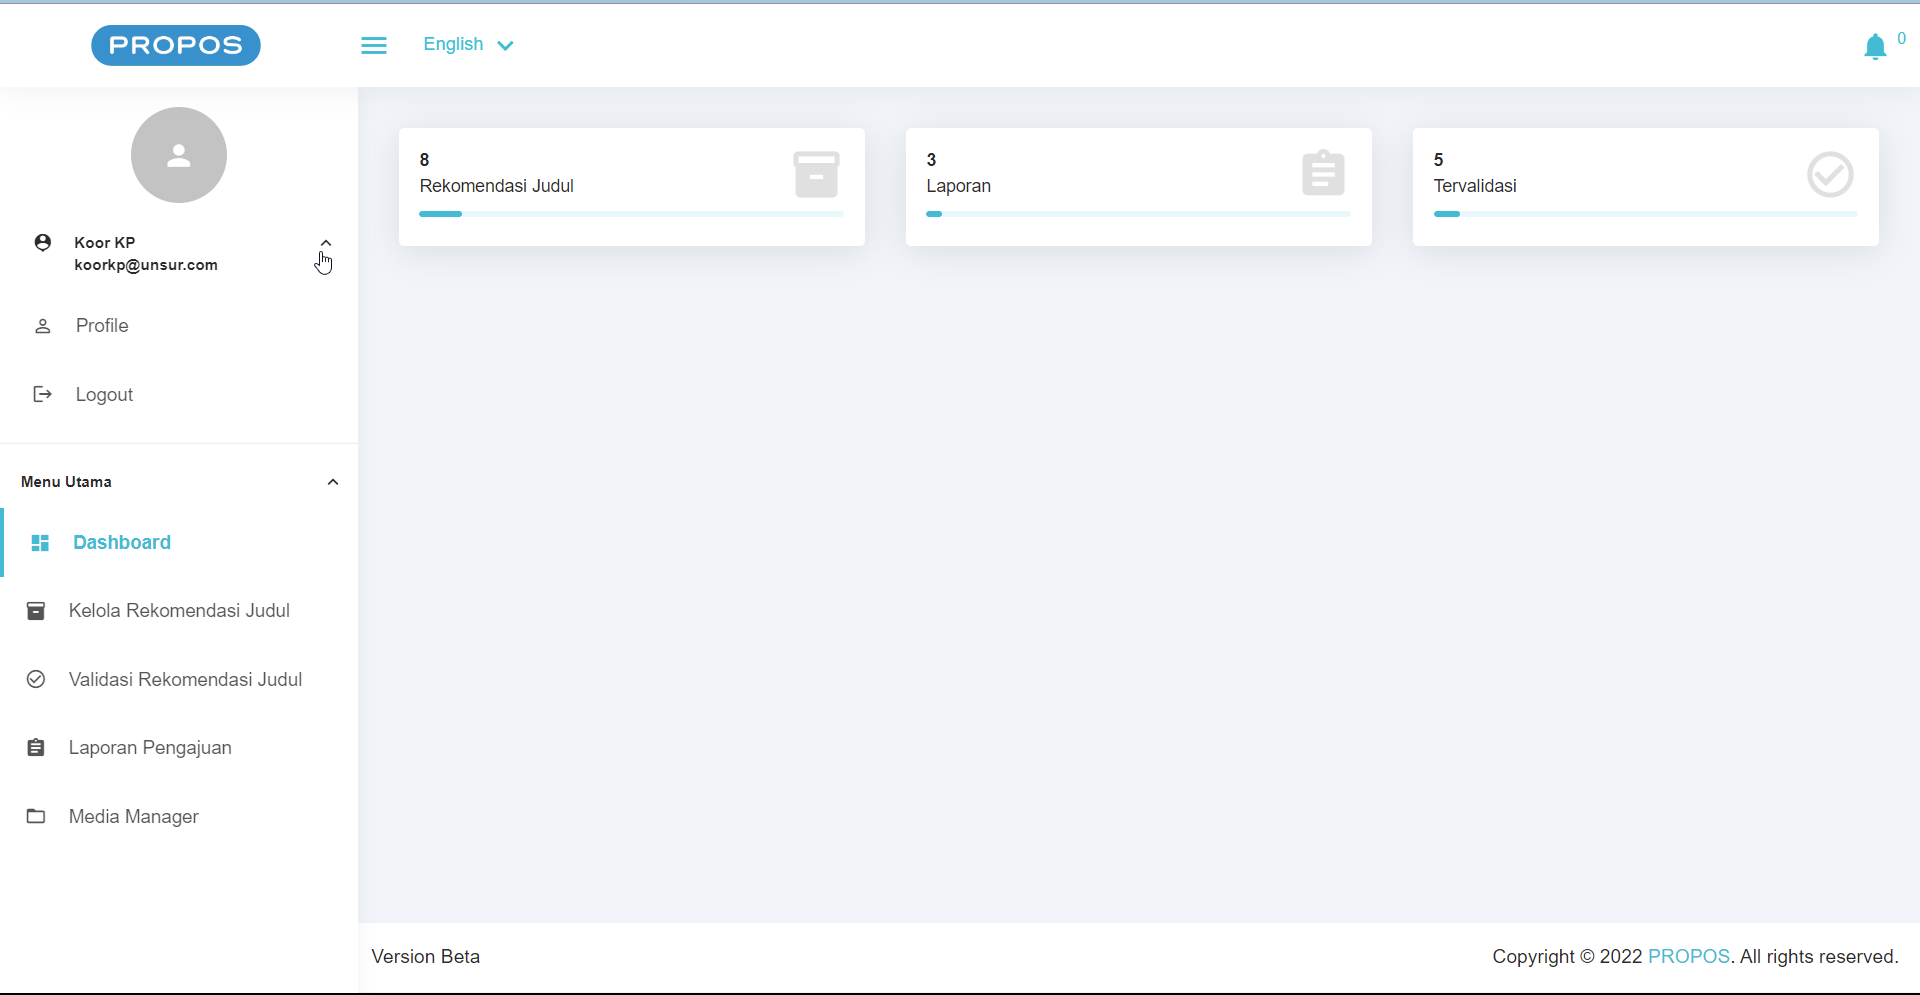 PROPOS
English
0
Koor KP
koorkp@unsur.com
Profile
Logout
Menu Utama
Dashboard
Kelola Rekomendasi Judul
Validasi Rekomendasi Judul
Laporan Pengajuan
Media Manager
8
Rekomendasi Judul
3
Laporan
5
Tervalidasi
Version Beta
Copyright © 2022 PROPOS. All rights reserved.